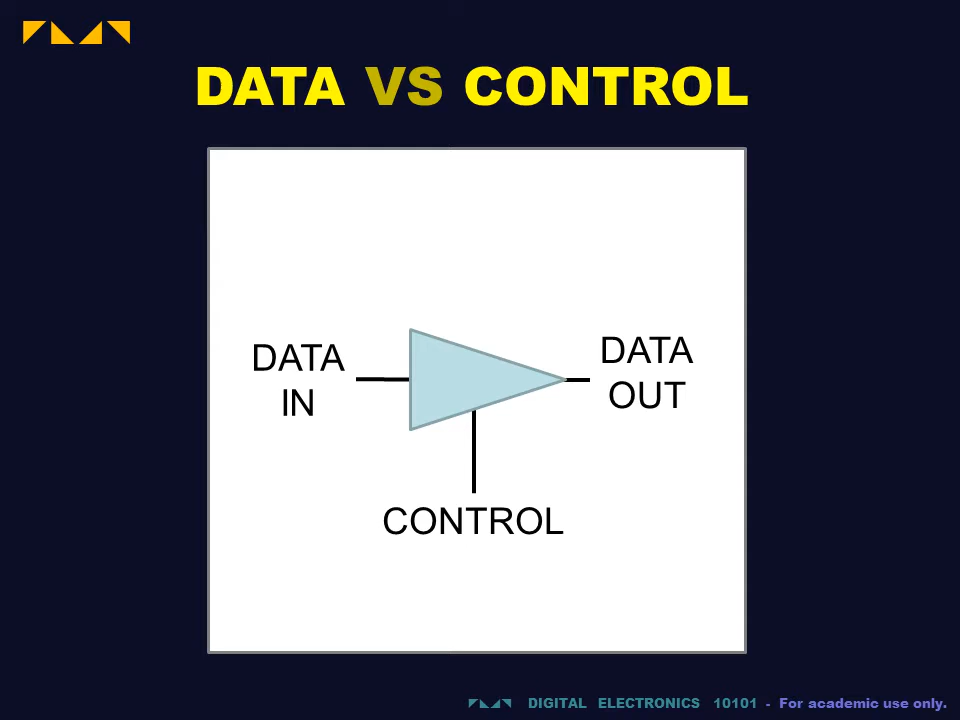 DATA VS CONTROL
DATA
IN
DATA
OUT
CONTROL
DIGITAL ELECTRONICS 10101 - For academic use only.